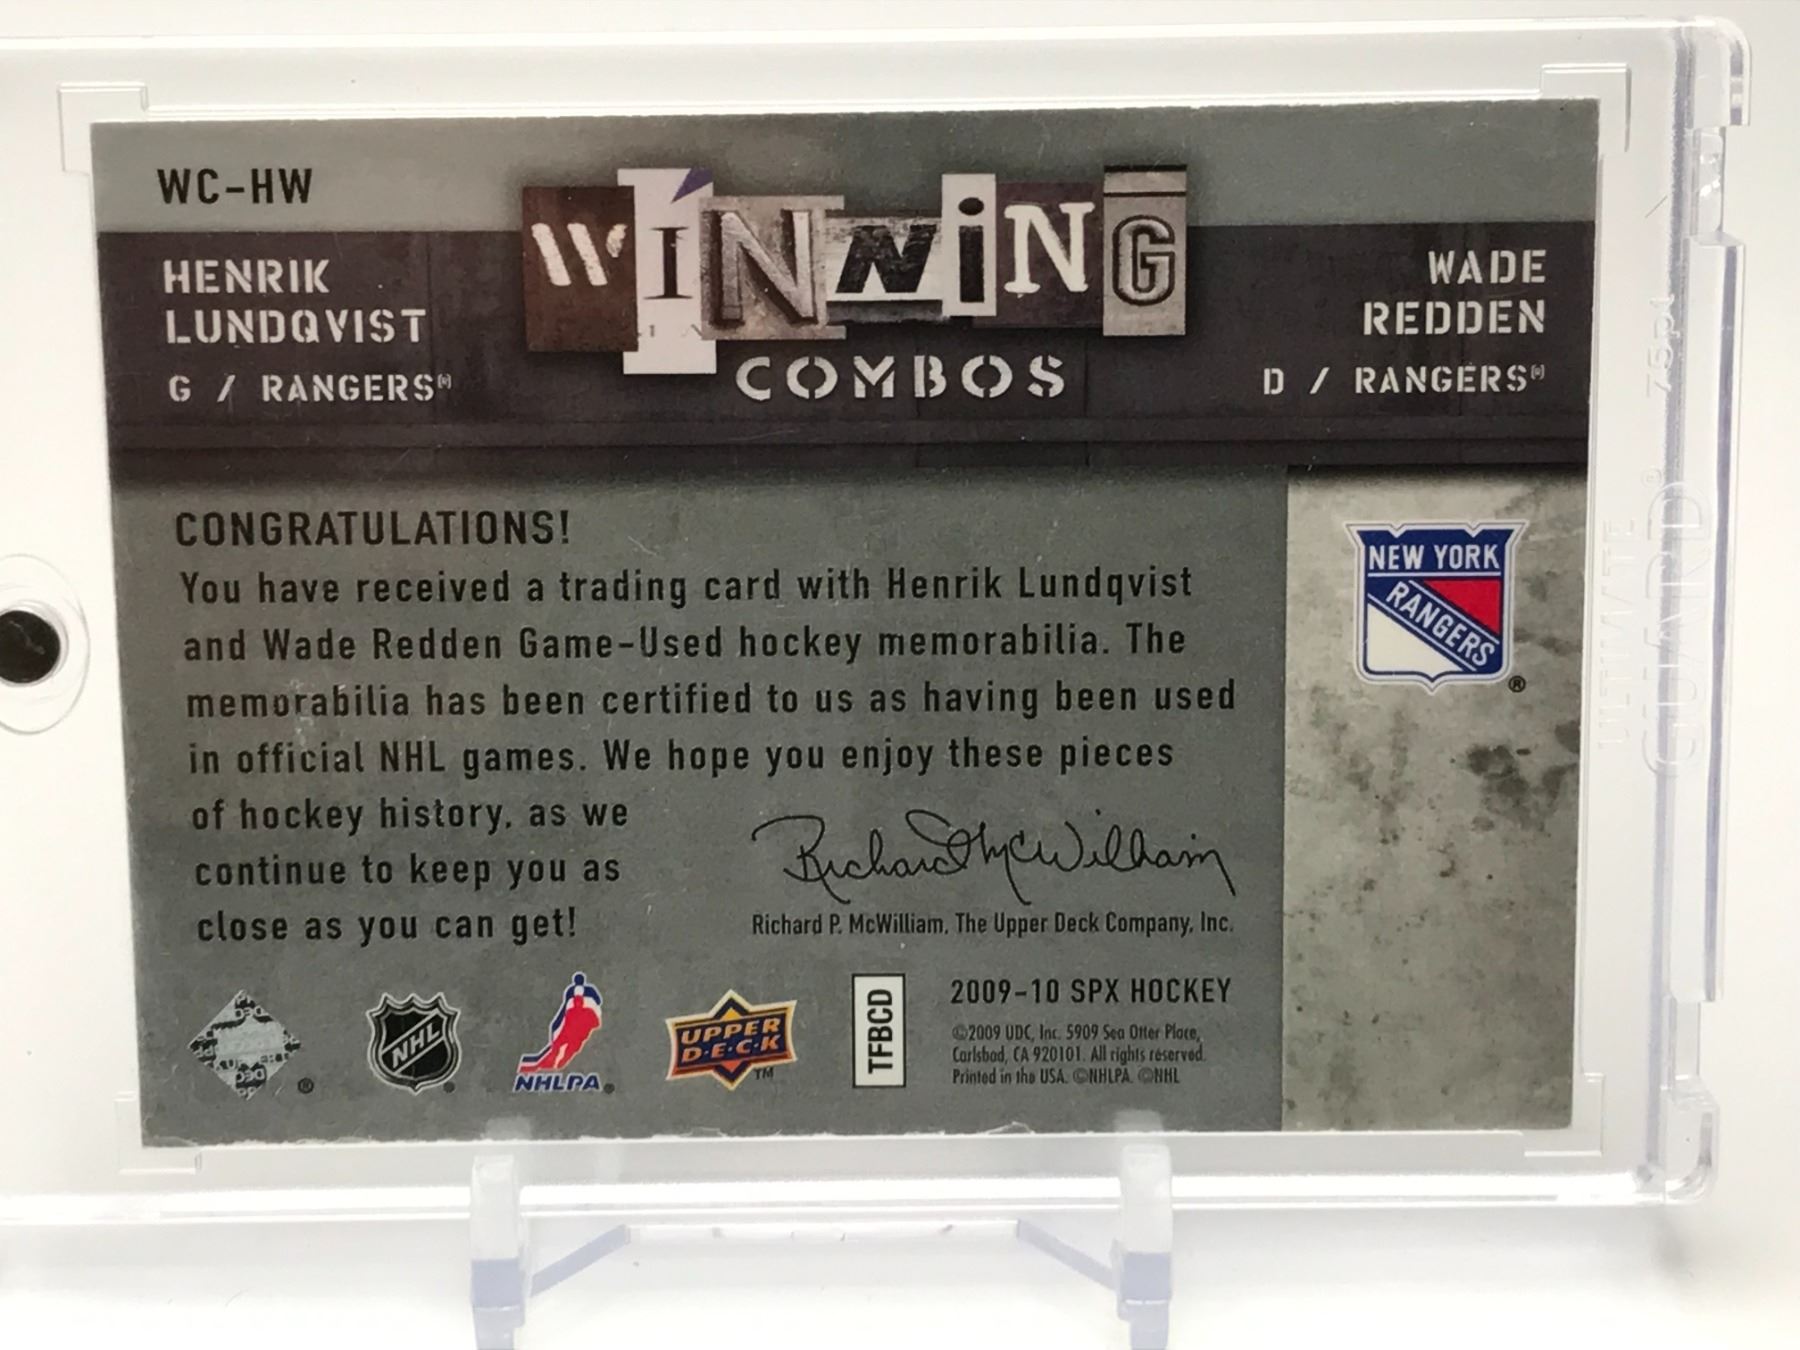 WC-HW
WINNING
COMBOS
HENRIK
LUNDQVIST
G / RANGERS®
WADE
REDDEN
D / RANGERS®
CONGRATULATIONS!
You have received a trading card with Henrik Lundqvist
and Wade Redden Game-Used hockey memorabilia. The
memorabilia has been certified to us as having been used
in official NHL games. We hope you enjoy these pieces
of hockey history, as we
continue to keep you as
close as you can get!
NEW YORK
RANGERS
®
Richard P. McWilliam
Richard P. McWilliam, The Upper Deck Company, Inc.
®
NHL
NHLPA
UPPER
D·E·C·K
TM
TFBCD
2009-10 SPX HOCKEY
©2009 UDC, Inc. 5909 Sea Otter Place,
Carlsbad, CA 920101. All rights reserved.
Printed in the USA. ©NHLPA. ©NHL
75pt
ULTIMATE
GUARD®